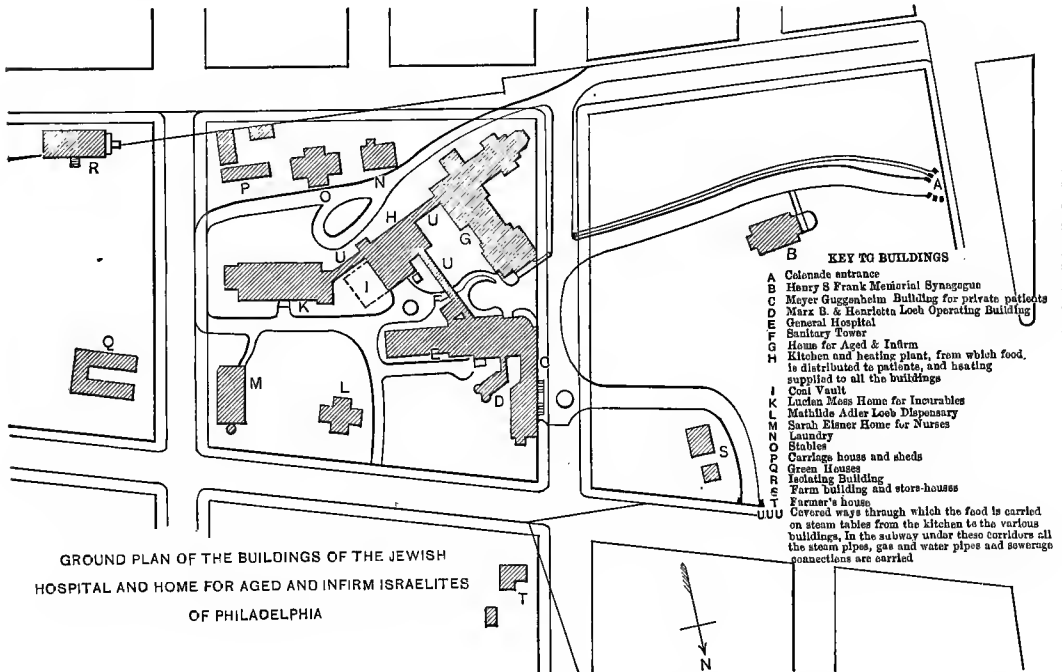 KEY TO BUILDINGS
A Colonade entrance
B Henry S Frank Memorial Synagogue
C Meyer Guggenheim Building for private patients
D Marx B. & Henrietta Loeb Operating Building
E General Hospital
F Sanitary Tower
G Home for Aged & Infirm
H Kitchen and heating plant, from which food,
is distributed to patients, and heating
supplied to all the buildings
I Coal Vault
K Lucien Moss Home for Incurables
L Mathilde Adler Loeb Dispensary
M Sarah Eisner Home for Nurses
N Laundry
O Stables
P Carriage house and sheds
Q Green Houses
R Isolating Building
S Farm building and store-houses
T Farmer's house
U.U.U Covered ways through which the food is carried
on steam tables from the kitchen to the various
buildings, In the subway under these corridors all
the steam pipes, gas and water pipes and sewerage
connections are carried
GROUND PLAN OF THE BUILDINGS OF THE JEWISH
HOSPITAL AND HOME FOR AGED AND INFIRM ISRAELITES
OF PHILADELPHIA
R
P
O
N
H
U
G
U
U
I
K
F
E
C
D
L
M
Q
A
B
S
T
N